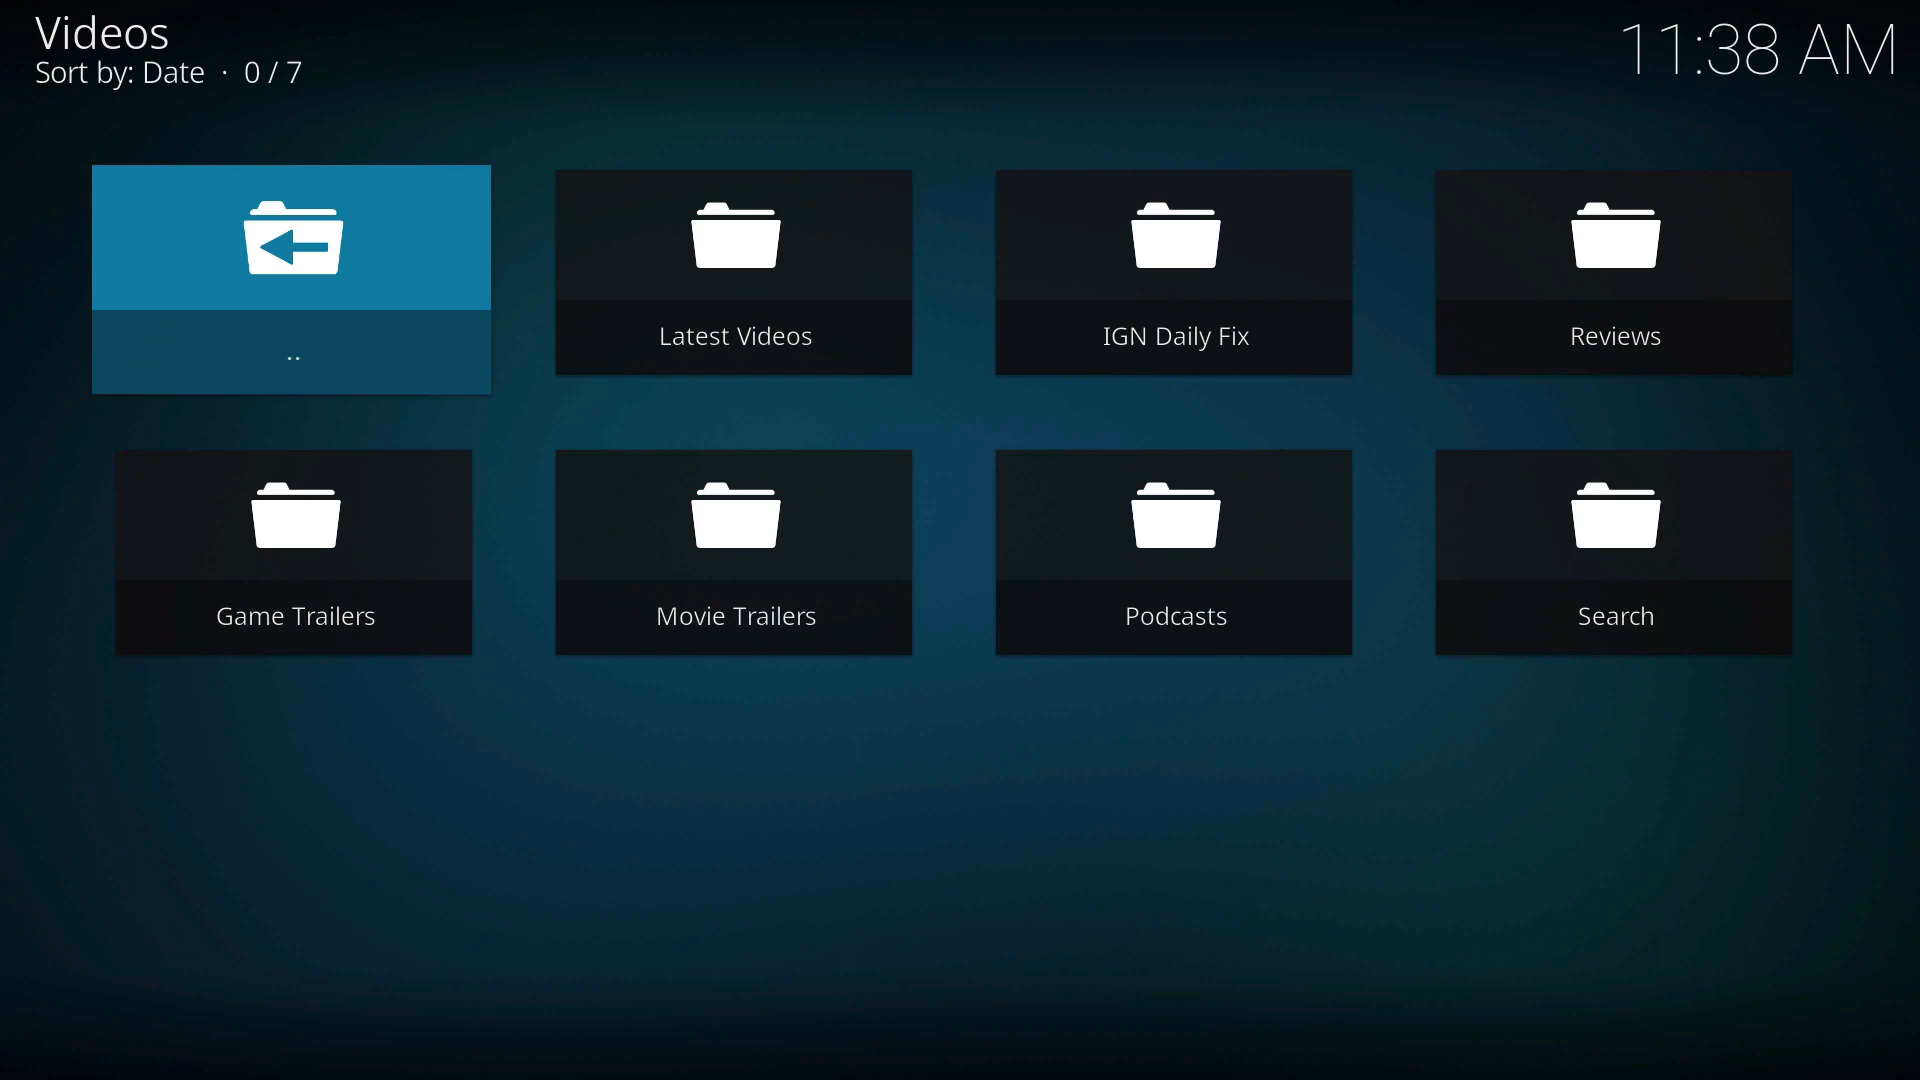 Videos
Sort by: Date · 0 / 7
11:38 AM
..
Latest Videos
IGN Daily Fix
Reviews
Game Trailers
Movie Trailers
Podcasts
Search